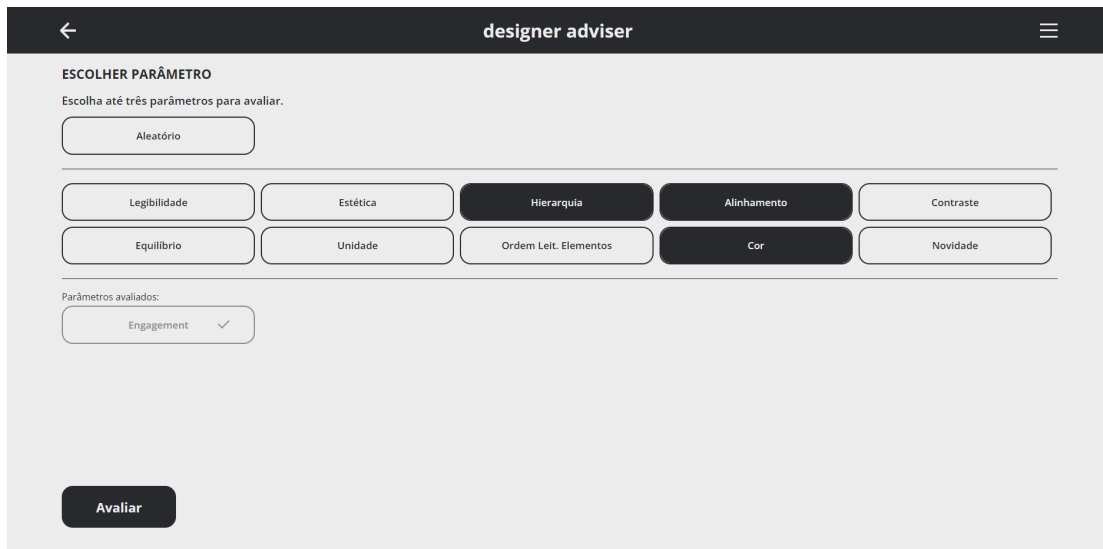 designer adviser
ESCOLHER PARÂMETRO
Escolha até três parâmetros para avaliar.
Aleatório
Legibilidade Estética Hierarquia Alinhamento Contraste
Equilíbrio Unidade Ordem Leit. Elementos Cor Novidade
Parâmetros avaliados:
Engagement
Avaliar